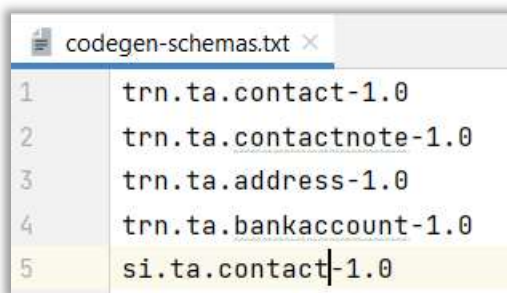 codegen-schemas.txt
1 trn.ta.contact-1.0
2 trn.ta.contactnote-1.0
3 trn.ta.address-1.0
4 trn.ta.bankaccount-1.0
5 si.ta.contact-1.0